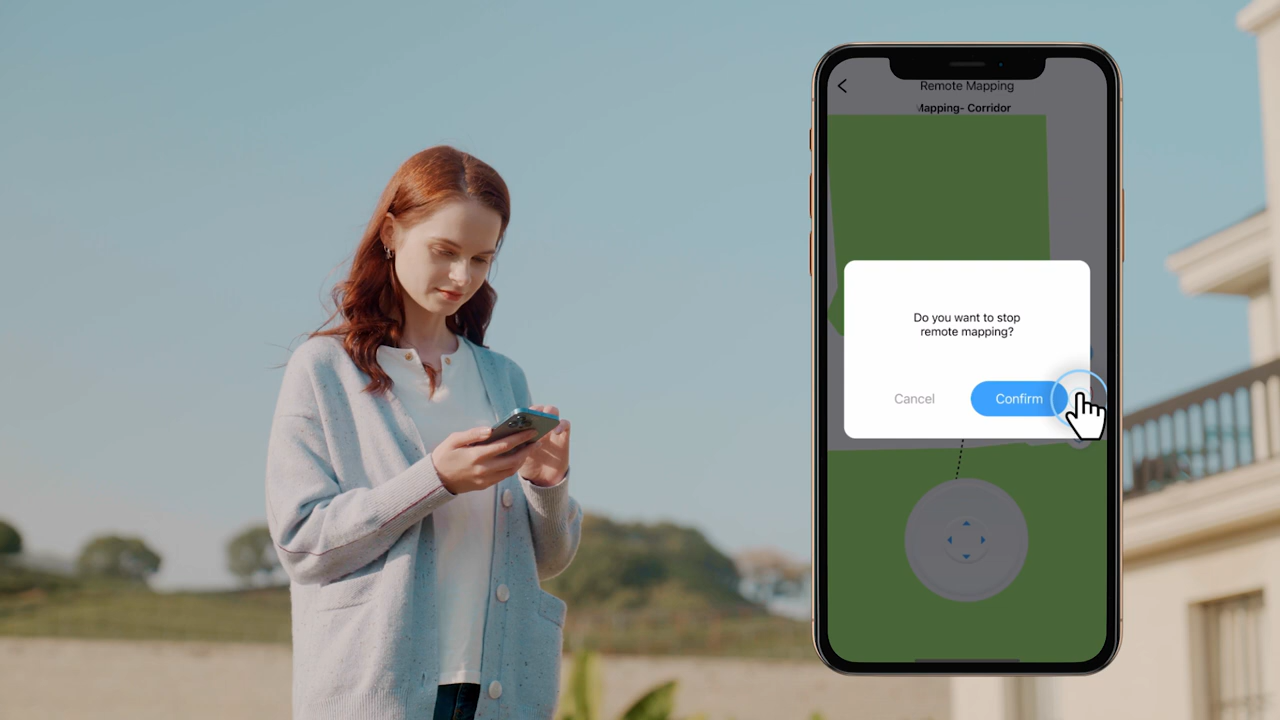 Remote Mapping
Mapping- Corridor
Do you want to stop
remote mapping?
Cancel
Confirm